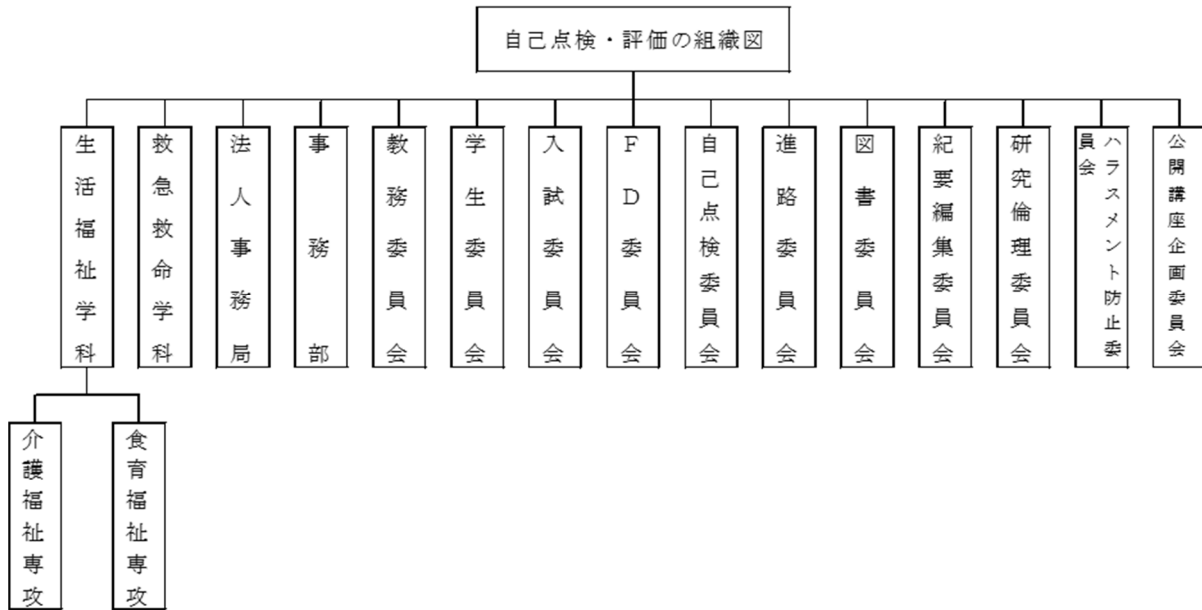 自己点検・評価の組織図
生活福祉学科
救急救命学科
法人事務局
事務部
教務委員会
学生委員会
入試委員会
FD委員会
自己点検委員会
進路委員会
図書委員会
紀要編集委員会
研究倫理委員会
ハラスメント防止委
員会
公開講座企画委員会
介護福祉専攻
食育福祉専攻